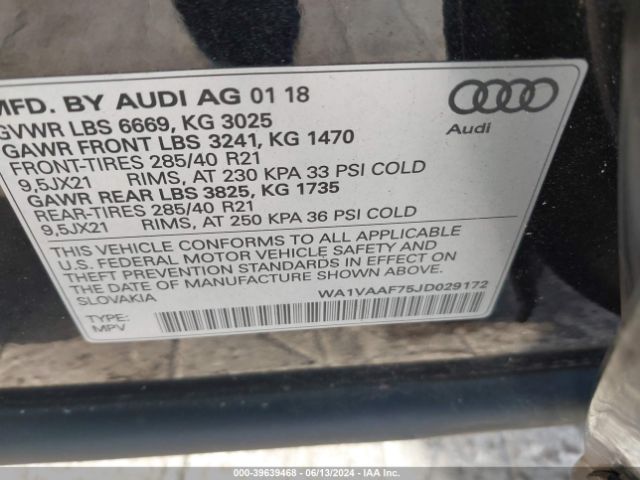 MFD. BY AUDI AG 01 18
GVWR LBS 6669, KG 3025
GAWR FRONT LBS 3241, KG 1470
FRONT-TIRES 285/40 R21
9,5JX21 RIMS, AT 230 KPA 33 PSI COLD
GAWR REAR LBS 3825, KG 1735
REAR-TIRES 285/40 R21
9,5JX21 RIMS, AT 250 KPA 36 PSI COLD
THIS VEHICLE CONFORMS TO ALL APPLICABLE
U.S. FEDERAL MOTOR VEHICLE SAFETY AND
THEFT PREVENTION STANDARDS IN EFFECT ON
THE DATE OF MANUFACTURE SHOWN ABOVE.
SLOVAKIA
WA1VAAF75JD029172
TYPE:
MPV
Audi
000-39639468 - 06/13/2024 - IAA Inc.